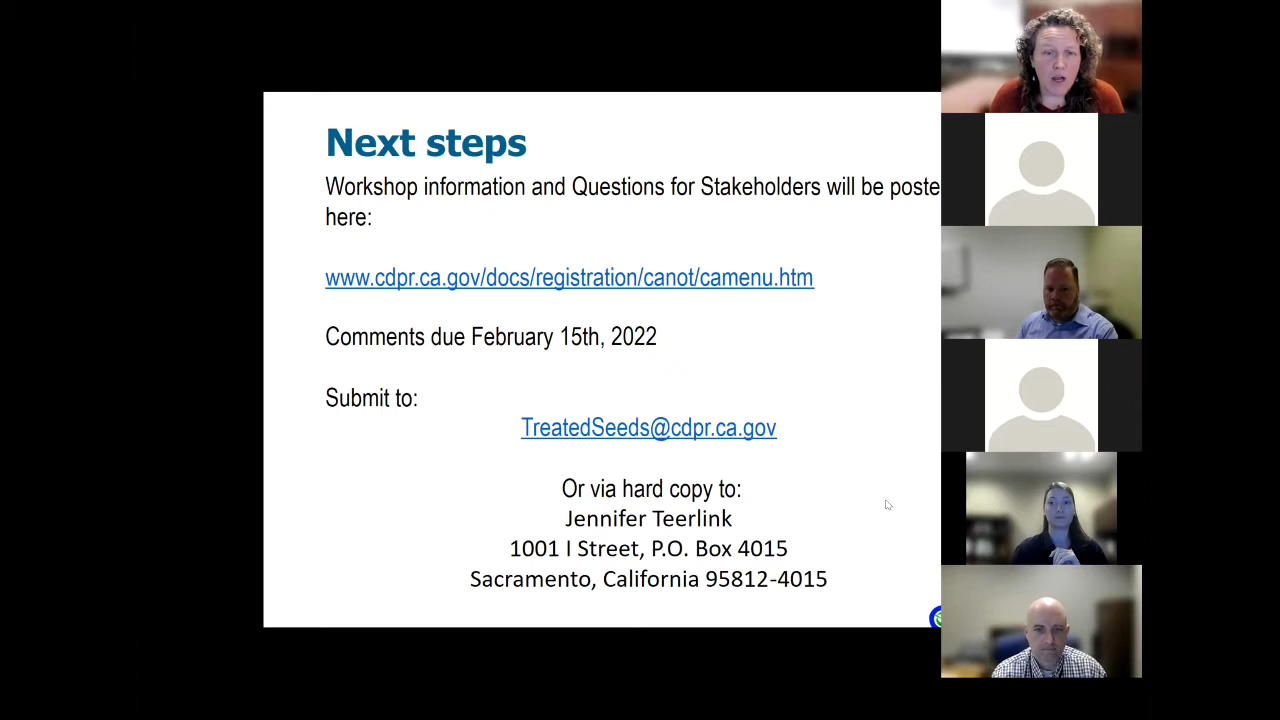 Next steps
Workshop information and Questions for Stakeholders will be poste
here:
www.cdpr.ca.gov/docs/registration/canot/camenu.htm
Comments due February 15th, 2022
Submit to:
TreatedSeeds@cdpr.ca.gov
Or via hard copy to:
Jennifer Teerlink
1001 I Street, P.O. Box 4015
Sacramento, California 95812-4015